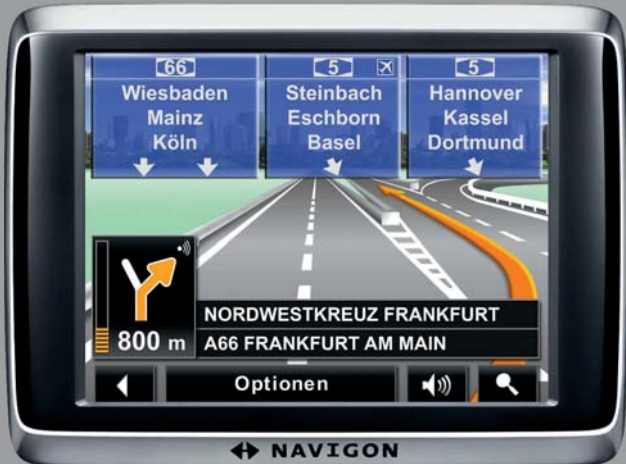 66
Wiesbaden
Mainz
Köln
5
Steinbach
Eschborn
Basel
5
Hannover
Kassel
Dortmund
800 m
NORDWESTKREUZ FRANKFURT
A66 FRANKFURT AM MAIN
Optionen
NAVIGON